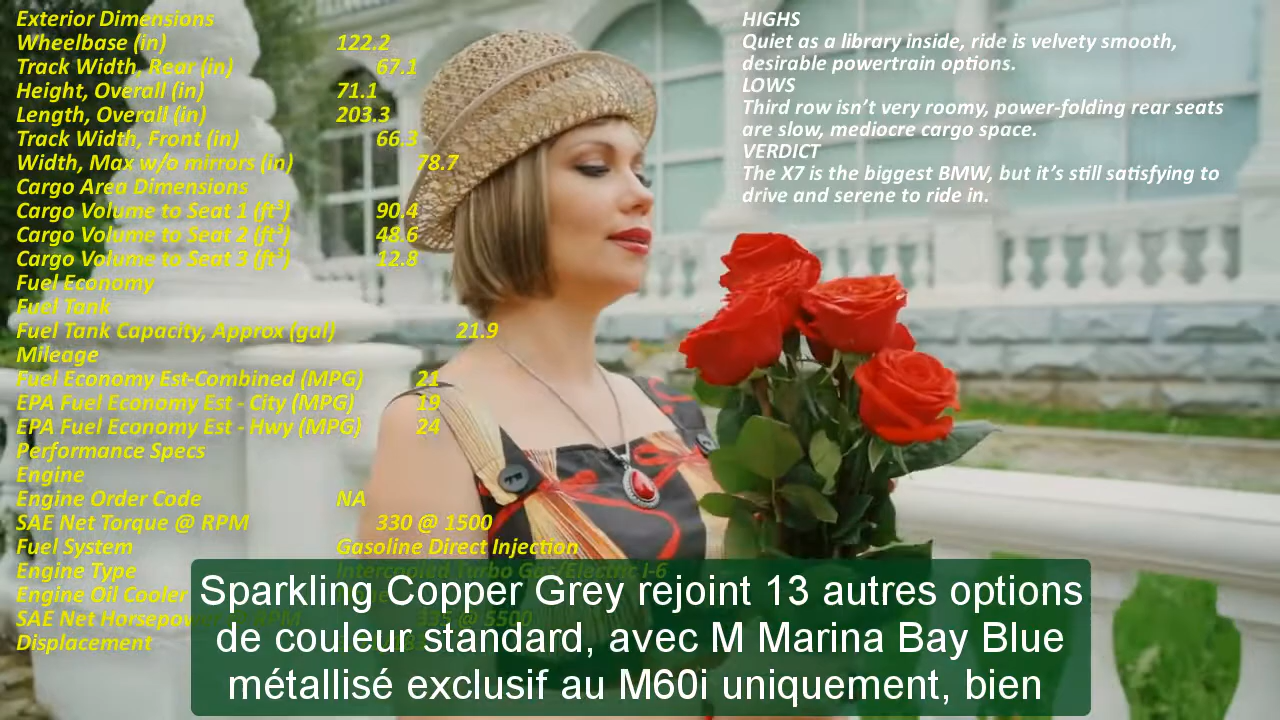 Exterior Dimensions
Wheelbase (in) 122.2
Track Width, Rear (in) 67.1
Height, Overall (in) 71.1
Length, Overall (in) 203.3
Track Width, Front (in) 66.3
Width, Max w/o mirrors (in) 78.7
Cargo Area Dimensions
Cargo Volume to Seat 1 (ft³) 90.4
Cargo Volume to Seat 2 (ft³) 48.6
Cargo Volume to Seat 3 (ft³) 12.8
Fuel Economy
Fuel Tank
Fuel Tank Capacity, Approx (gal) 21.9
Mileage
Fuel Economy Est-Combined (MPG) 21
EPA Fuel Economy Est - City (MPG) 19
EPA Fuel Economy Est - Hwy (MPG) 24
Performance Specs
Engine
Engine Order Code NA
SAE Net Torque @ RPM 330 @ 1500
Fuel System Gasoline Direct Injection
Engine Type Intercooled Turbo Gas/Electric I-6
Engine Oil Cooler
SAE Net Horsepower @ RPM 335 @ 5500
Displacement
HIGHS
Quiet as a library inside, ride is velvety smooth,
desirable powertrain options.
LOWS
Third row isn't very roomy, power-folding rear seats
are slow, mediocre cargo space.
VERDICT
The X7 is the biggest BMW, but it's still satisfying to
drive and serene to ride in.
Sparkling Copper Grey rejoint 13 autres options
de couleur standard, avec M Marina Bay Blue
métallisé exclusif au M60i uniquement, bien